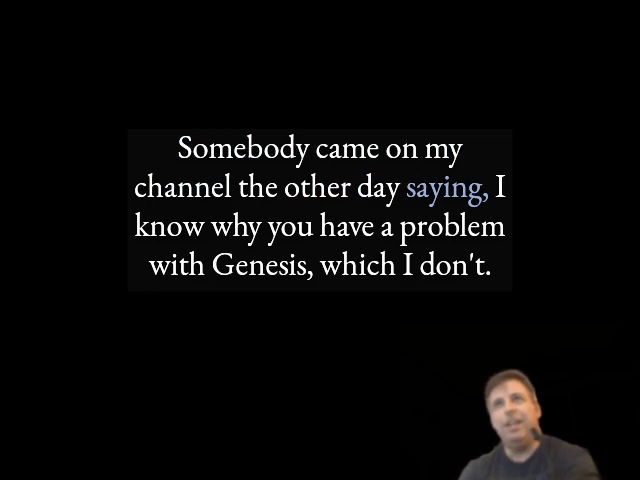 Somebody came on my
channel the other day saying, I
know why you have a problem
with Genesis, which I don't.